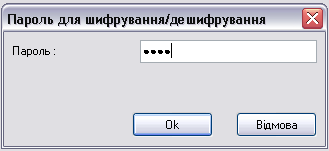 Пароль для шифрування/дешифрування
Пароль :
••••
Ok
Відмова